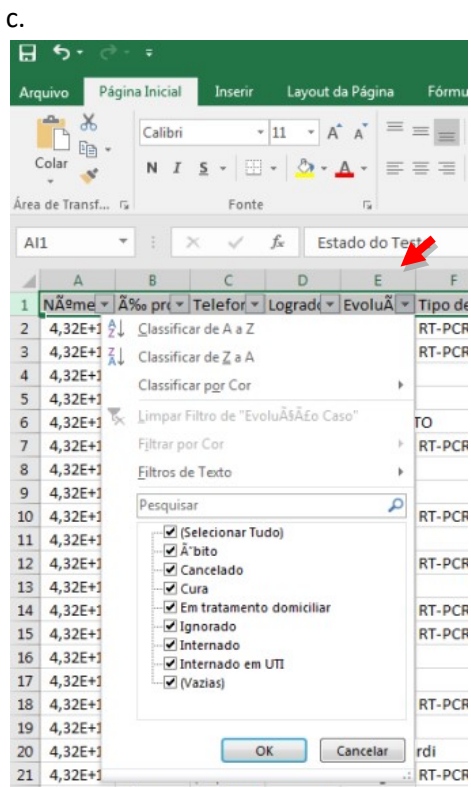 c.
Arquivo Página Inicial Inserir Layout da Página Fórmu
Colar
Calibri 11 A A
N I S A
Área de Transf... Fonte
AI1 fx Estado do Tes
A B C D E F
1 NÃºme Ã‰ pro Telefor Logrado EvoluÃ Tipo de
2 4,32E+1 RT-PCR
3 4,32E+1 RT-PCR
4 4,32E+1
5 4,32E+1
6 4,32E+1 TO
7 4,32E+1 RT-PCR
8 4,32E+1
9 4,32E+1
10 4,32E+1 RT-PCR
11 4,32E+1
12 4,32E+1 RT-PCR
13 4,32E+1
14 4,32E+1 RT-PCR
15 4,32E+1 RT-PCR
16 4,32E+1
17 4,32E+1
18 4,32E+1 RT-PCR
19 4,32E+1
20 4,32E+1 rdi
21 4,32E+1 RT-PCR
Classificar de A a Z
Classificar de Z a A
Classificar por Cor
Limpar Filtro de "EvoluÃ§Ã£o Caso"
Filtrar por Cor
Filtros de Texto
Pesquisar
(Selecionar Tudo)
Ã“bito
Cancelado
Cura
Em tratamento domiciliar
Ignorado
Internado
Internado em UTI
(Vazias)
OK Cancelar